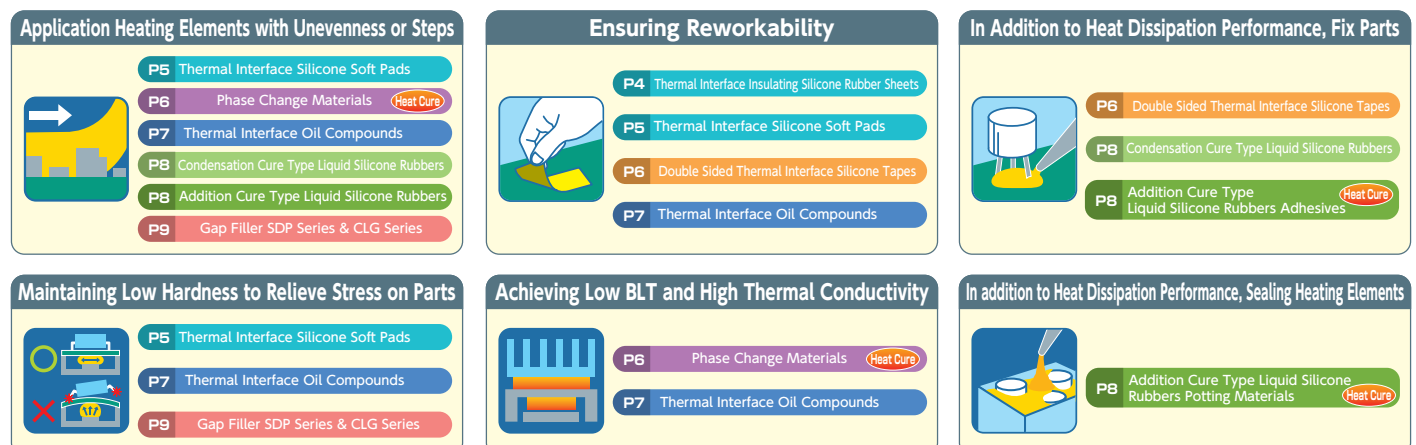 Application Heating Elements with Unevenness or Steps
P5 Thermal Interface Silicone Soft Pads
P6 Phase Change Materials Heat Cure
P7 Thermal Interface Oil Compounds
P8 Condensation Cure Type Liquid Silicone Rubbers
P8 Addition Cure Type Liquid Silicone Rubbers
P9 Gap Filler SDP Series & CLG Series
Ensuring Reworkability
P4 Thermal Interface Insulating Silicone Rubber Sheets
P5 Thermal Interface Silicone Soft Pads
P6 Double Sided Thermal Interface Silicone Tapes
P7 Thermal Interface Oil Compounds
In Addition to Heat Dissipation Performance, Fix Parts
P6 Double Sided Thermal Interface Silicone Tapes
P8 Condensation Cure Type Liquid Silicone Rubbers
P8 Addition Cure Type
Liquid Silicone Rubbers Adhesives Heat Cure
Maintaining Low Hardness to Relieve Stress on Parts
P5 Thermal Interface Silicone Soft Pads
P7 Thermal Interface Oil Compounds
P9 Gap Filler SDP Series & CLG Series
Achieving Low BLT and High Thermal Conductivity
P6 Phase Change Materials Heat Cure
P7 Thermal Interface Oil Compounds
In addition to Heat Dissipation Performance, Sealing Heating Elements
P8 Addition Cure Type Liquid Silicone
Rubbers Potting Materials Heat Cure